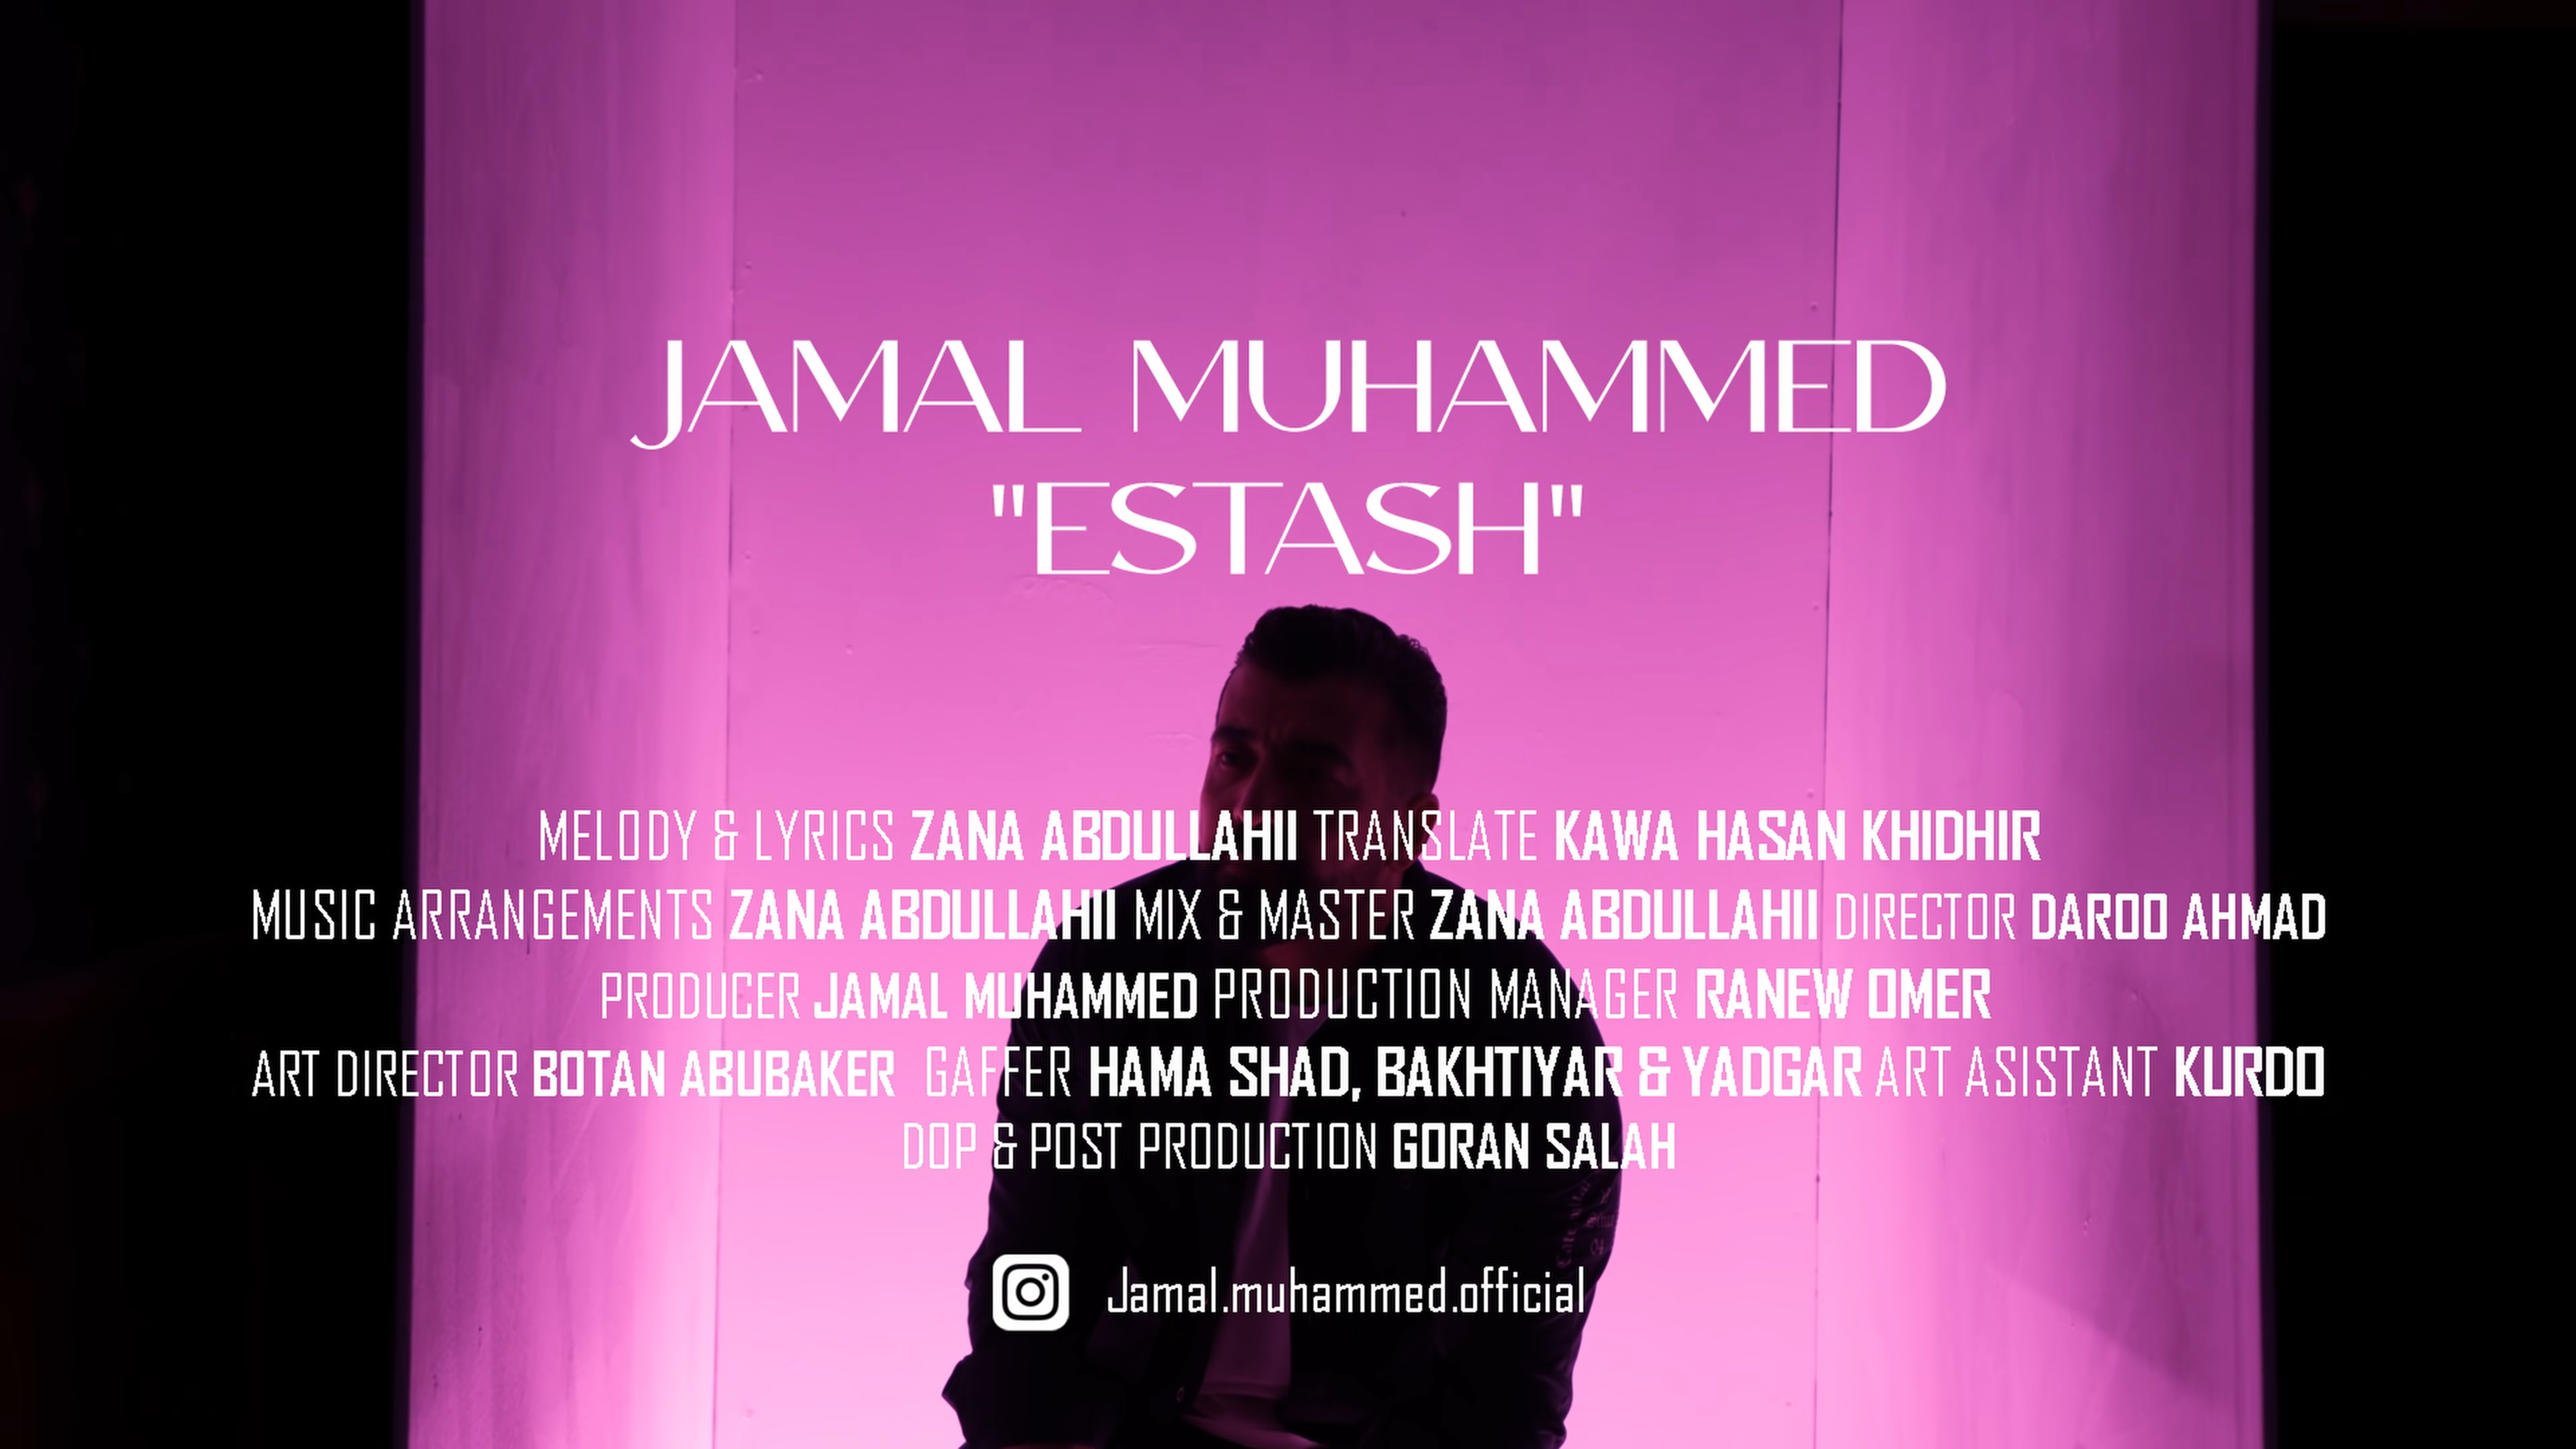 JAMAL MUHAMMED
"ESTASH"
MELODY & LYRICS ZANA ABDULLAHII TRANSLATE KAWA HASAN KHIDHIR
MUSIC ARRANGEMENTS ZANA ABDULLAHII MIX & MASTER ZANA ABDULLAHII DIRECTOR DAROO AHMAD
PRODUCER JAMAL MUHAMMED PRODUCTION MANAGER RANEW OMER
ART DIRECTOR BOTAN ABUBAKER GAFFER HAMA SHAD, BAKHTIYAR & YADGAR ART ASISTANT KURDO
DOP & POST PRODUCTION GORAN SALAH
Jamal.muhammed.official